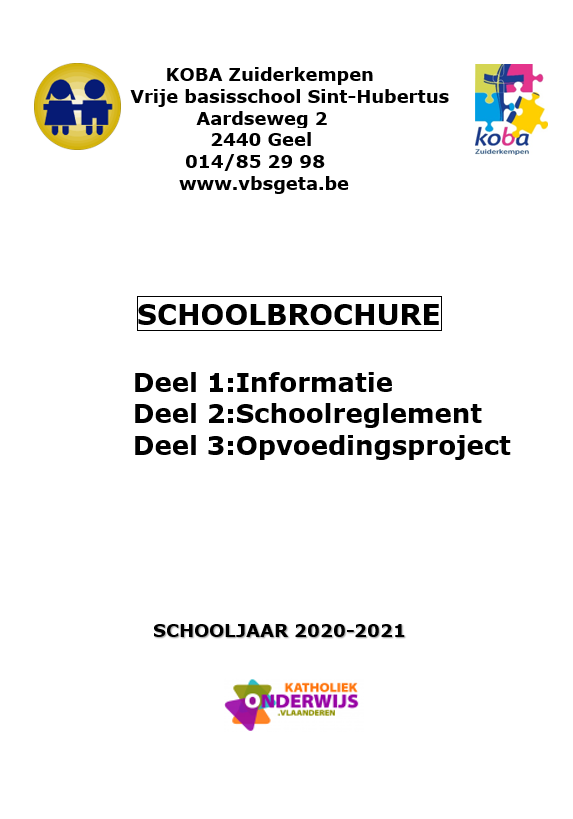 KOBA Zuiderkempen
Vrije basisschool Sint-Hubertus
Aardseweg 2
2440 Geel
014/85 29 98
www.vbsgeta.be
koba
Zuiderkempen
SCHOOLBROCHURE
Deel 1:Informatie
Deel 2:Schoolreglement
Deel 3:Opvoedingsproject
SCHOOLJAAR 2020-2021
KATHOLIEK
ONDERWIJS
.VLAANDEREN